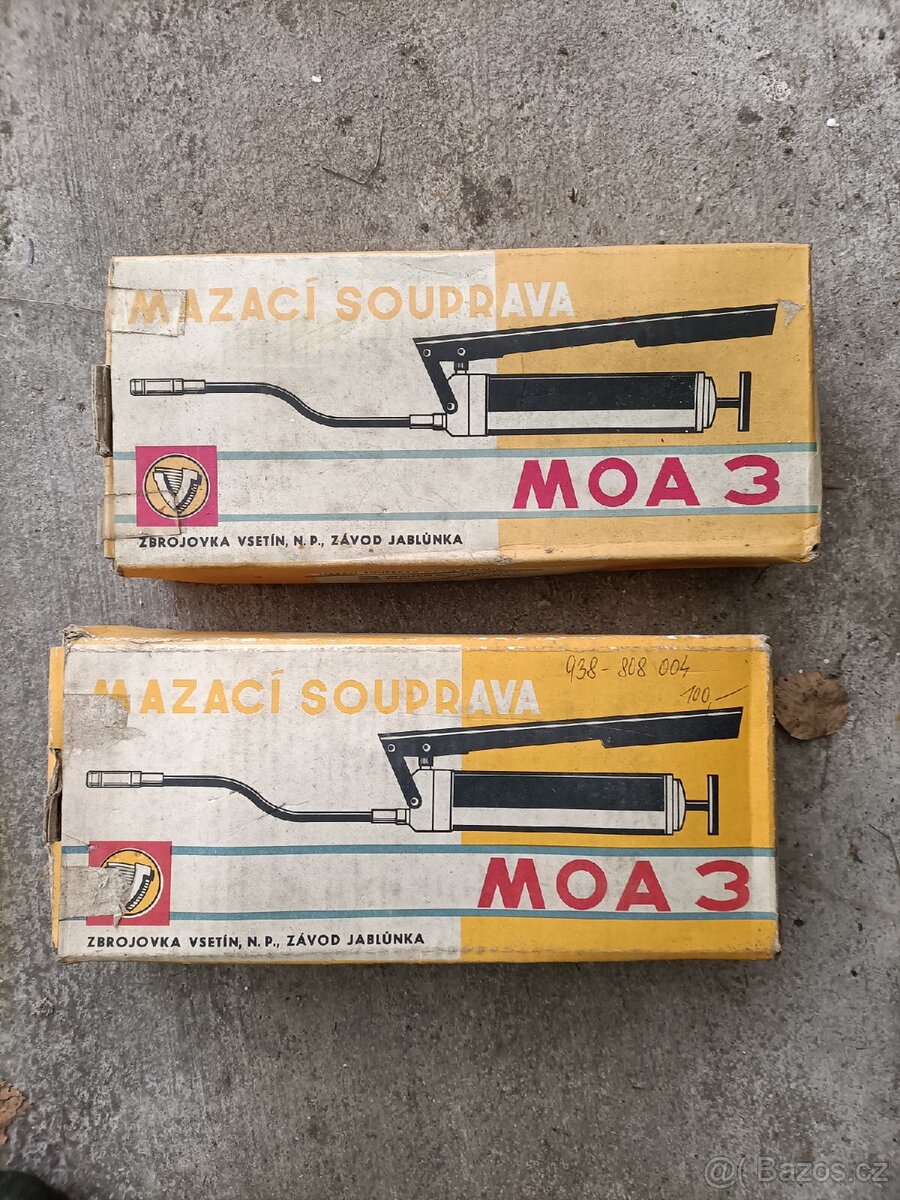 MAZACÍ SOUPRAVA
MOA 3
ZBROJOVKA VSETÍN, N. P., ZÁVOD JABLŮNKA
938-808 004
100,—
MAZACÍ SOUPRAVA
MOA 3
ZBROJOVKA VSETÍN, N. P., ZÁVOD JABLŮNKA
@( Bazos.cz